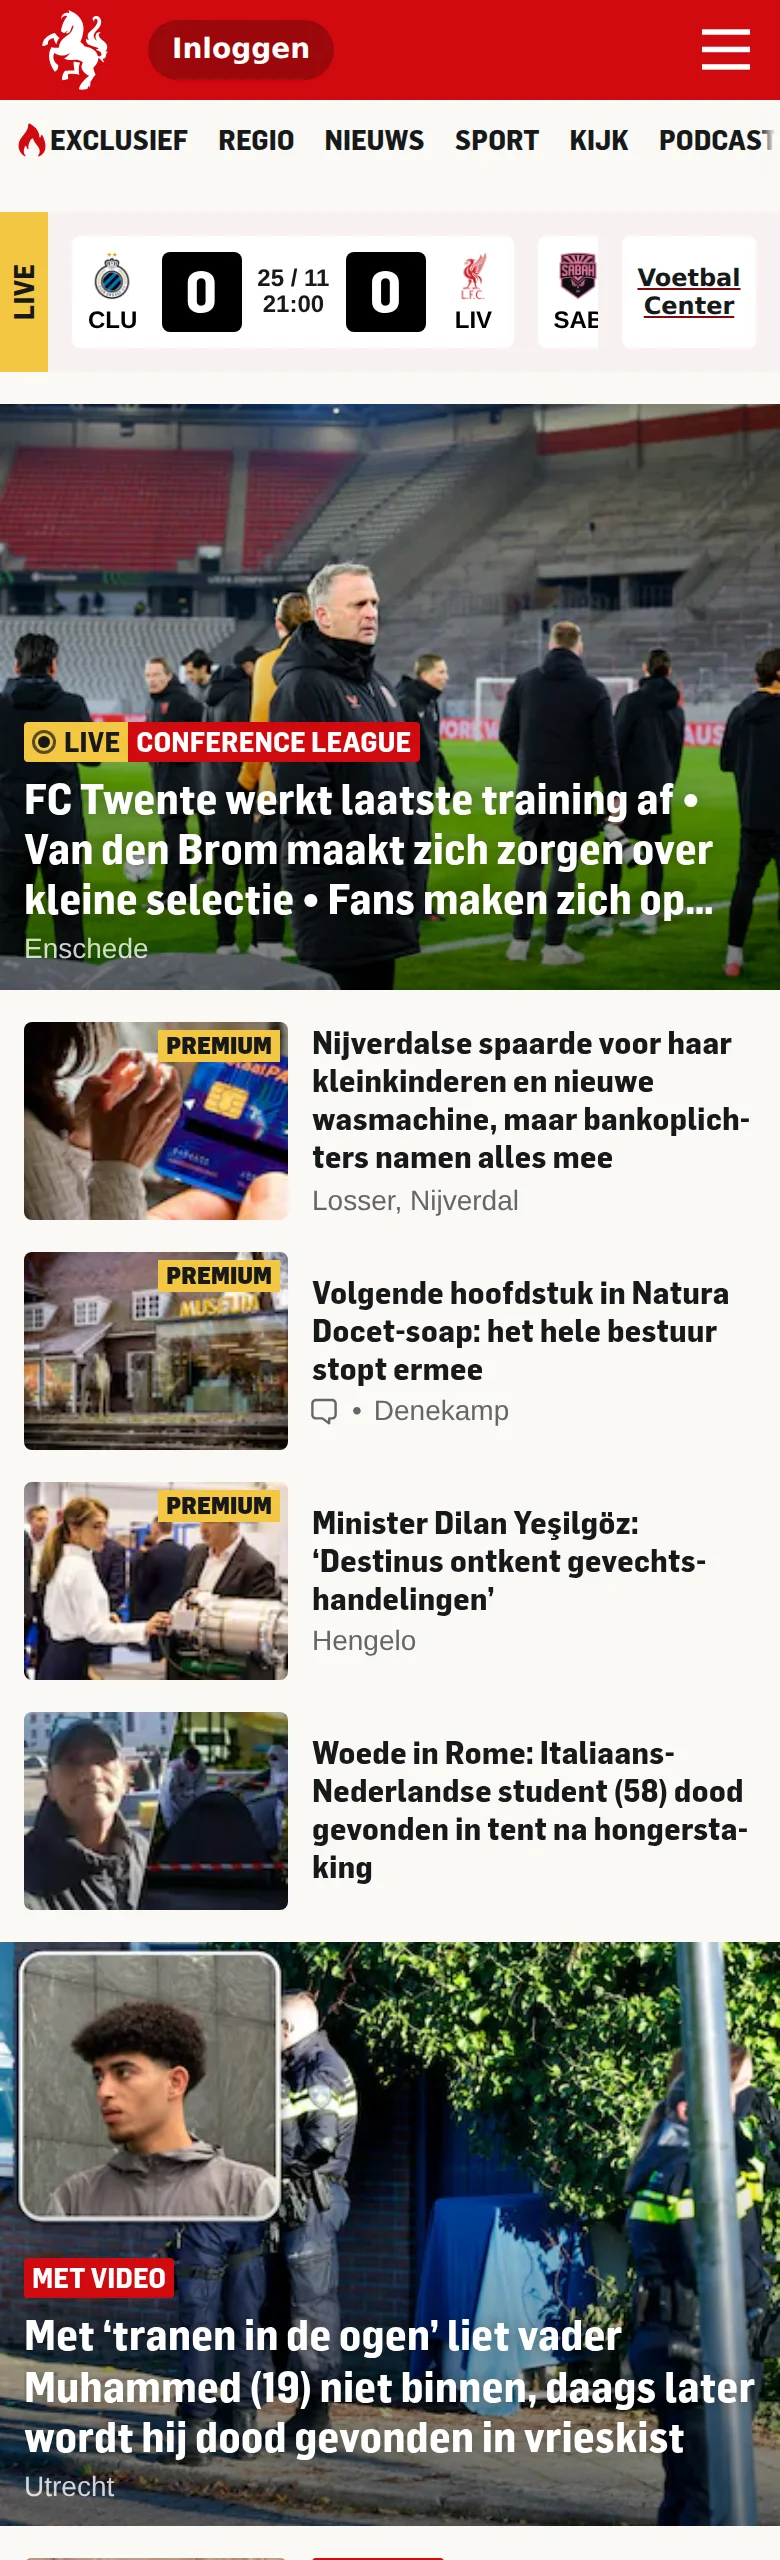 Inloggen
EXCLUSIEF REGIO NIEUWS SPORT KIJK PODCAST
LIVE
CLU
0
25 / 11
21:00
0
L.F.C.
LIV
SABAH
SAB
Voetbal
Center
LIVE CONFERENCE LEAGUE
FC Twente werkt laatste training af •
Van den Brom maakt zich zorgen over
kleine selectie • Fans maken zich op...
Enschede
PREMIUM
Nijverdalse spaarde voor haar
kleinkinderen en nieuwe
wasmachine, maar bankoplich-
ters namen alles mee
Losser, Nijverdal
PREMIUM
MUSEUM
Volgende hoofdstuk in Natura
Docet-soap: het hele bestuur
stopt ermee
• Denekamp
PREMIUM
Minister Dilan Yeşilgöz:
‘Destinus ontkent gevechts-
handelingen’
Hengelo
Woede in Rome: Italiaans-
Nederlandse student (58) dood
gevonden in tent na hongersta-
king
MET VIDEO
Met ‘tranen in de ogen’ liet vader
Muhammed (19) niet binnen, daags later
wordt hij dood gevonden in vrieskist
Utrecht